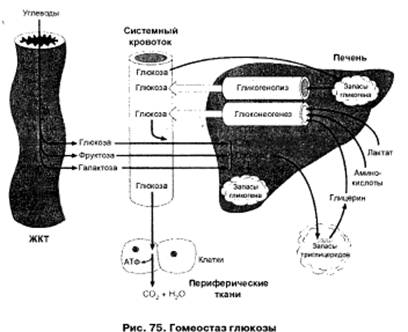 Углеводы
Системный
кровоток
Печень
Глюкоза
Глюкоза
Гликогенолиз
Запасы
гликогена
Глюкоза
Глюконеогенез
Лактат
Амино-
кислоты
Глицерин
Глюкоза
Фруктоза
Галактоза
Глюкоза
Запасы
гликогена
ЖКТ
Запасы
триглицеридов
АТФ
Клетки
CO2 + H2O
Периферические
ткани
Рис. 75. Гомеостаз глюкозы